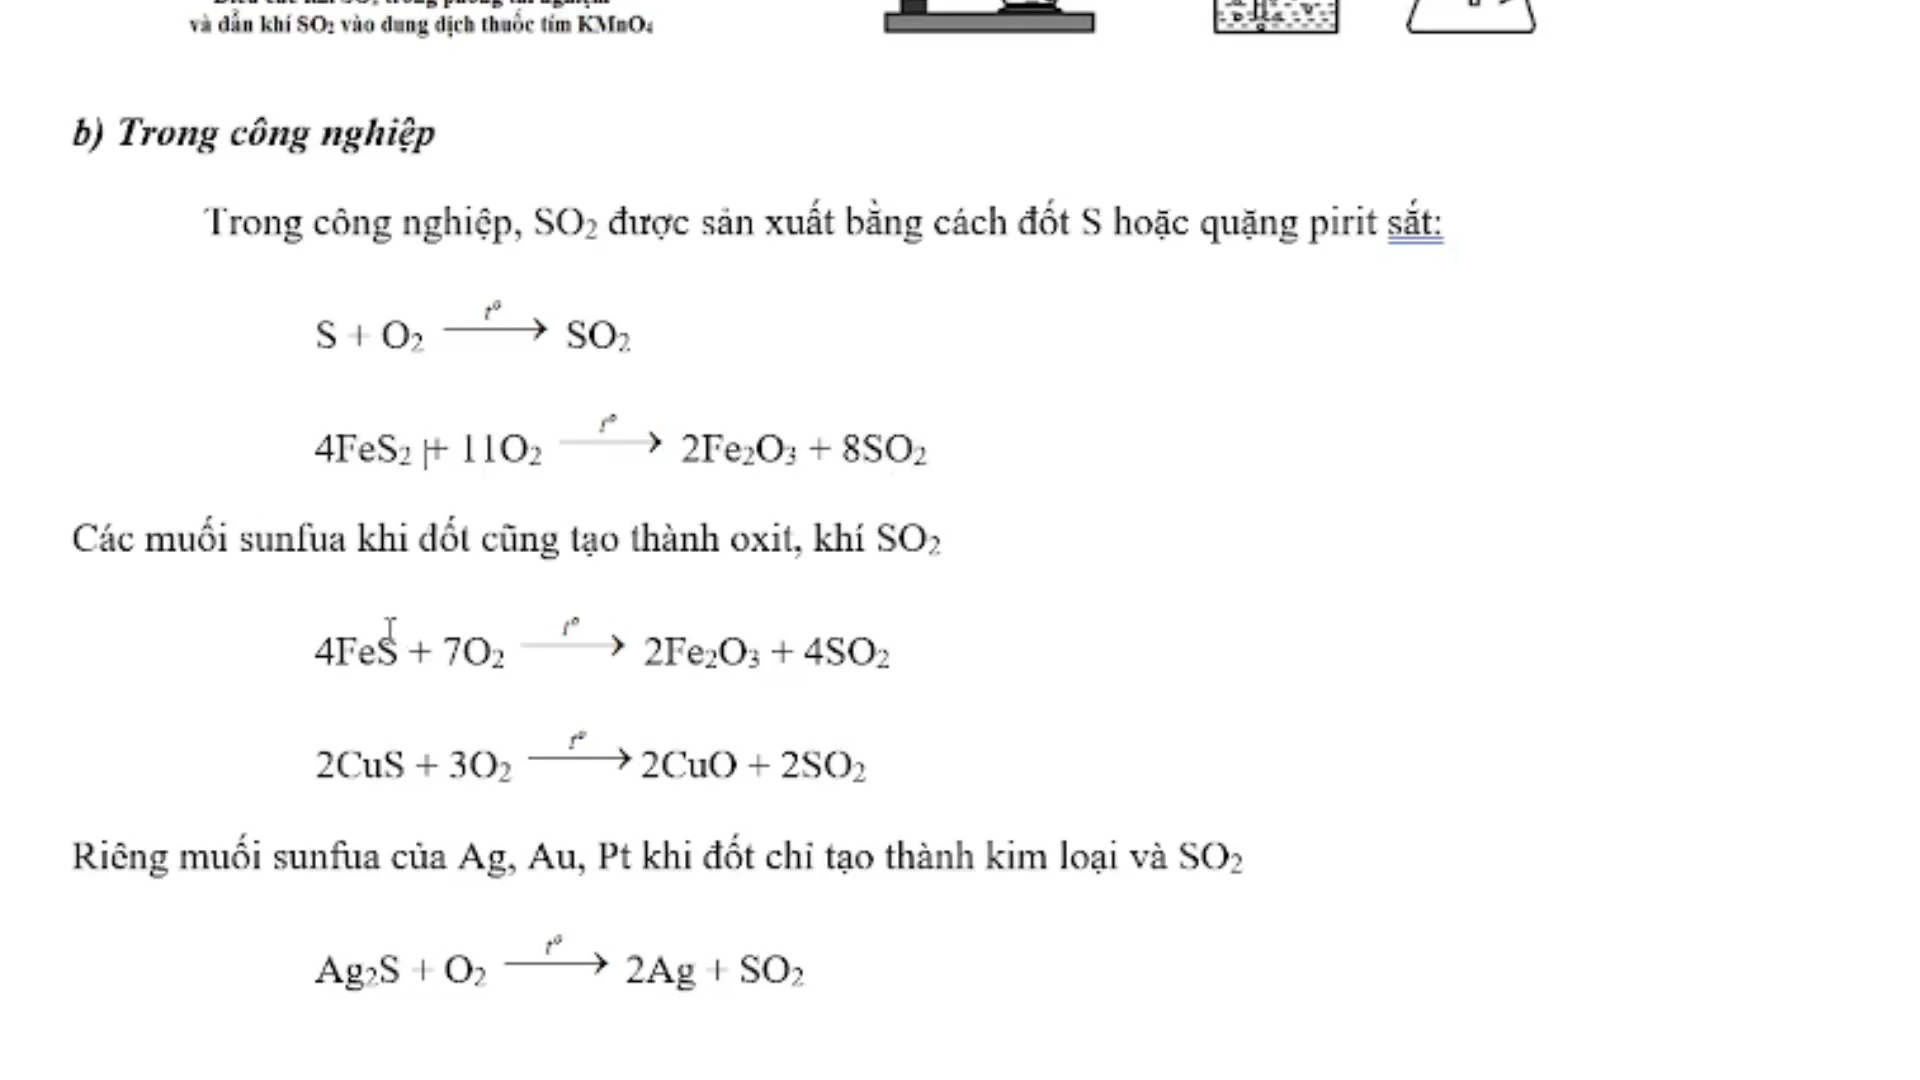 và dẫn khí SO₂ vào dung dịch thuốc tím KMnO₄
b) Trong công nghiệp
Trong công nghiệp, SO₂ được sản xuất bằng cách đốt S hoặc quặng pirit sắt:
S + O₂ —t°→ SO₂
4FeS₂ + 11O₂ —t°→ 2Fe₂O₃ + 8SO₂
Các muối sunfua khi đốt cũng tạo thành oxit, khí SO₂
4FeS + 7O₂ —t°→ 2Fe₂O₃ + 4SO₂
2CuS + 3O₂ —t°→ 2CuO + 2SO₂
Riêng muối sunfua của Ag, Au, Pt khi đốt chỉ tạo thành kim loại và SO₂
Ag₂S + O₂ —t°→ 2Ag + SO₂